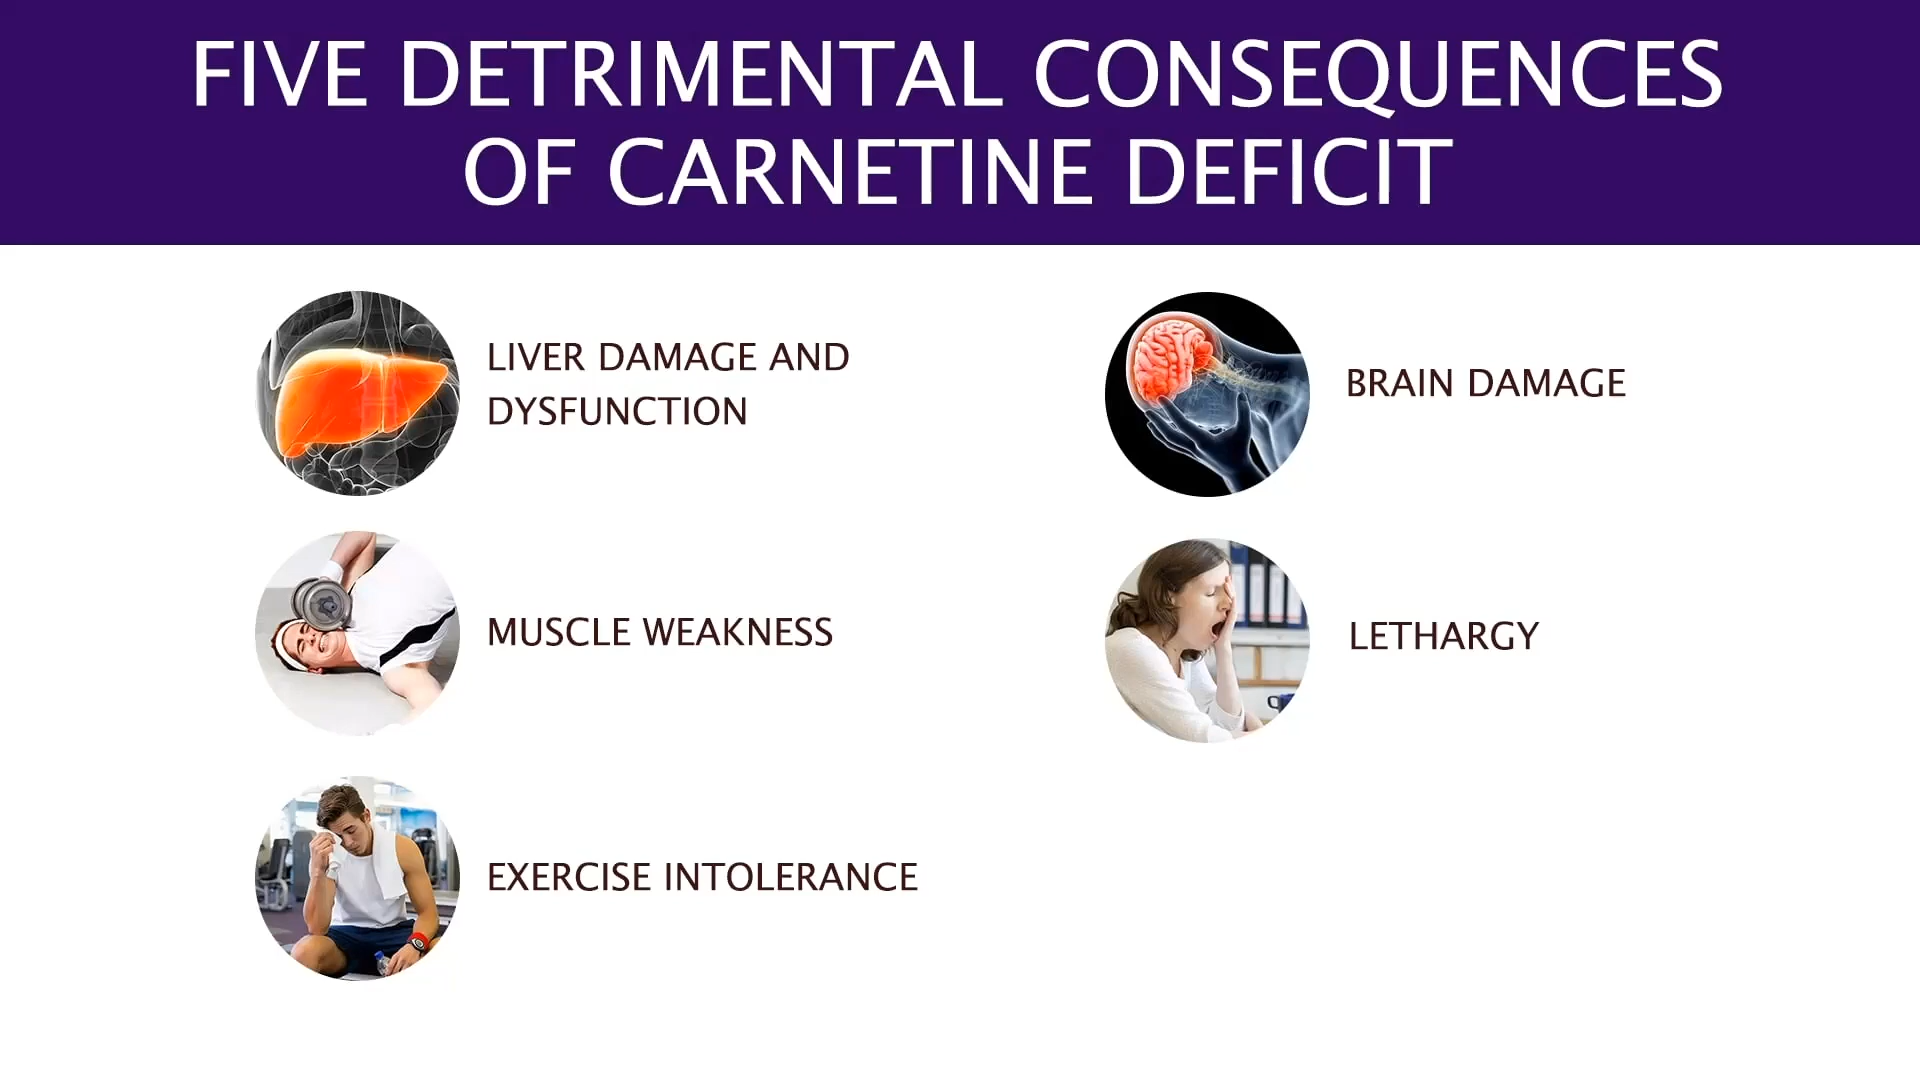 FIVE DETRIMENTAL CONSEQUENCES
OF CARNETINE DEFICIT
LIVER DAMAGE AND
DYSFUNCTION
BRAIN DAMAGE
MUSCLE WEAKNESS
LETHARGY
EXERCISE INTOLERANCE